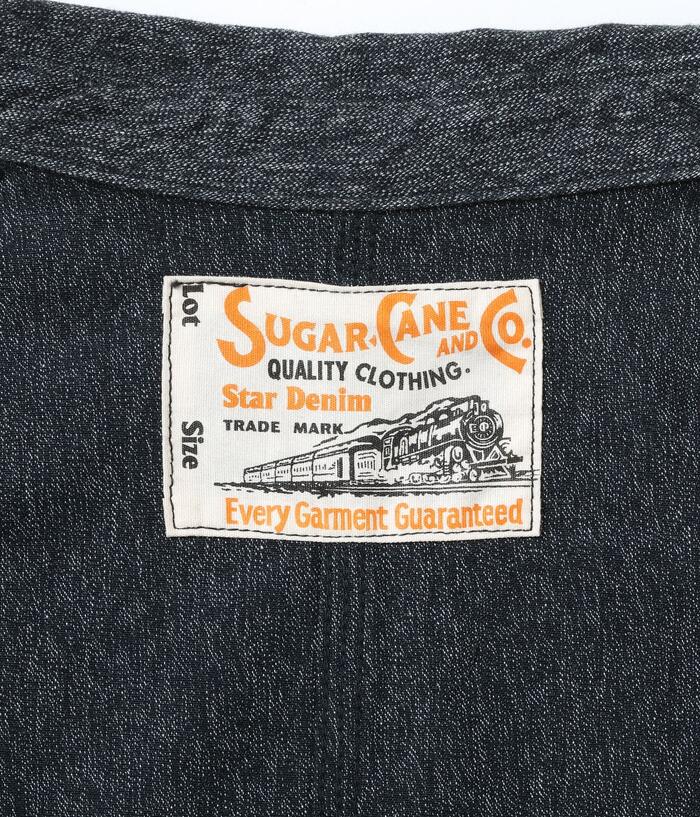 Lot
Size
SUGAR CANE AND CO.
QUALITY CLOTHING.
Star Denim
TRADE MARK
Every Garment Guaranteed